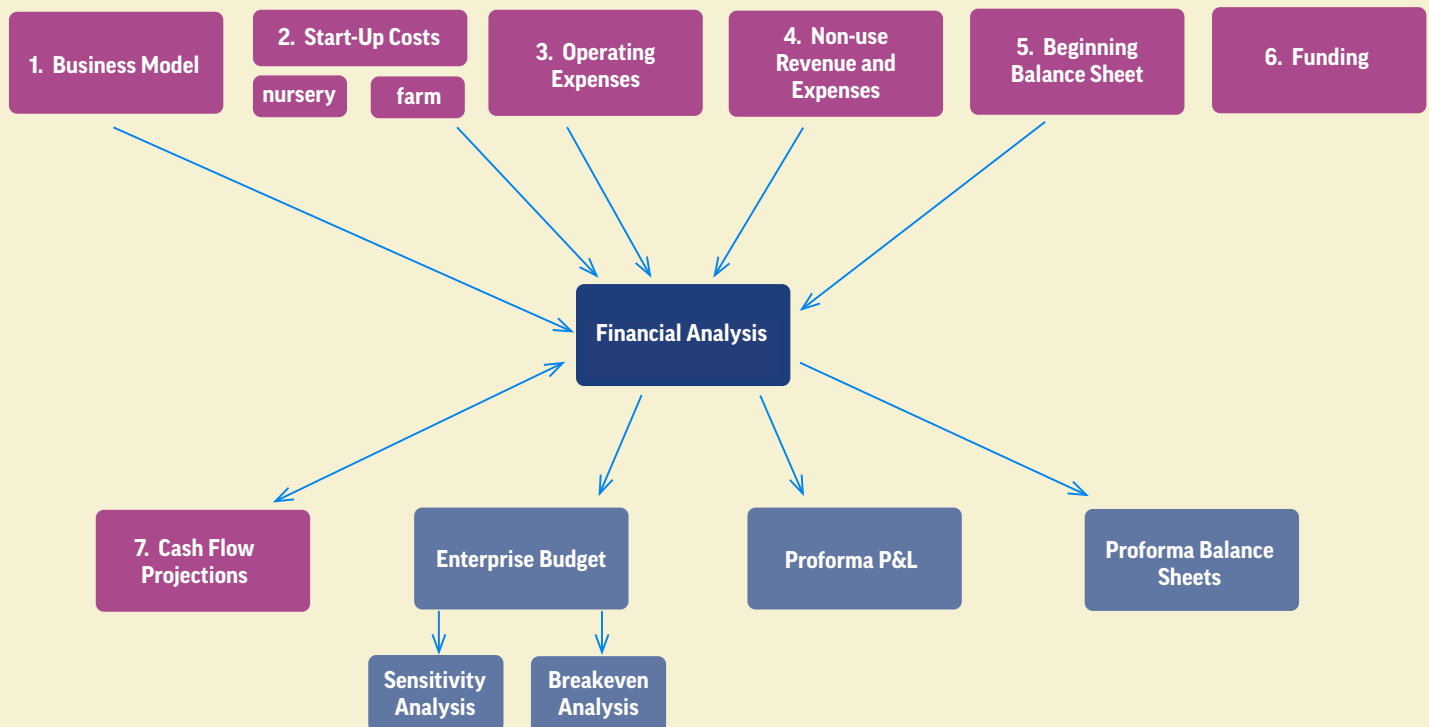 1. Business Model
2. Start-Up Costs
nursery
farm
3. Operating
Expenses
4. Non-use
Revenue and
Expenses
5. Beginning
Balance Sheet
6. Funding
Financial Analysis
7. Cash Flow
Projections
Enterprise Budget
Proforma P&L
Proforma Balance
Sheets
Sensitivity
Analysis
Breakeven
Analysis